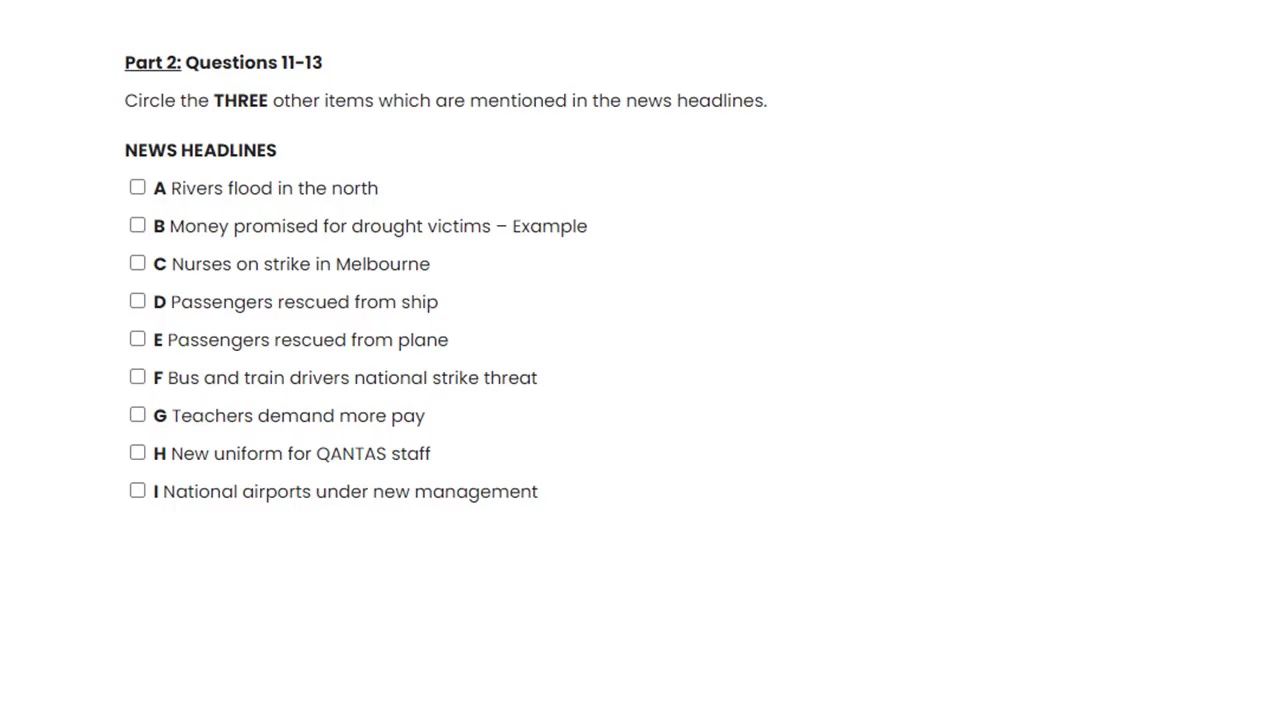 Part 2: Questions 11-13
Circle the THREE other items which are mentioned in the news headlines.
NEWS HEADLINES
A Rivers flood in the north
B Money promised for drought victims – Example
C Nurses on strike in Melbourne
D Passengers rescued from ship
E Passengers rescued from plane
F Bus and train drivers national strike threat
G Teachers demand more pay
H New uniform for QANTAS staff
I National airports under new management